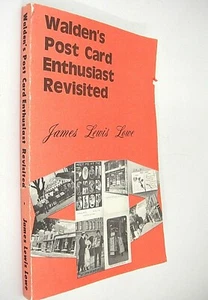 Walden's
Post Card
Enthusiast
Revisited
James Lewis Lowe
Walden's Post Card Enthusiast Revisited • James Lewis Lowe